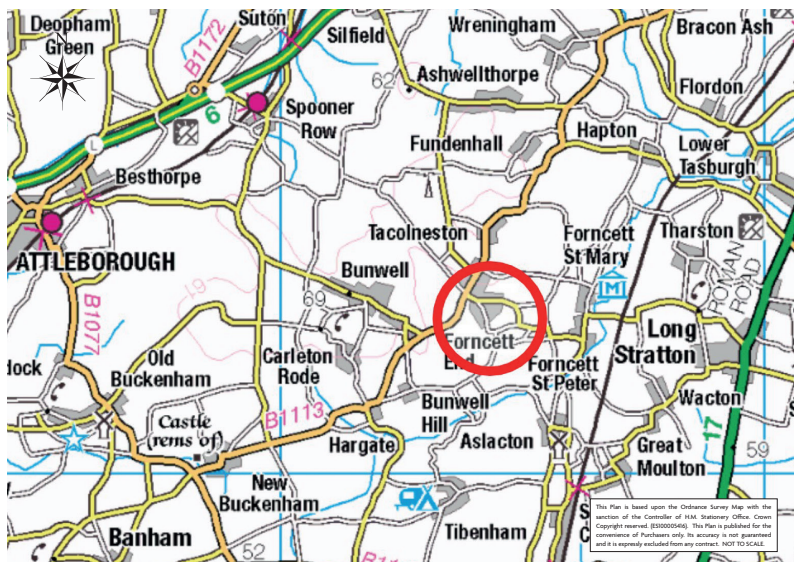 Deopham
Green
B1172
Suton
Silfield
Wreningham
Bracon Ash
62
Ashwellthorpe
Flordon
6
Spooner
Row
Fundenhall
Hapton
Lower
Tasburgh
L
Besthorpe
Tacolneston
Forncett
St Mary
Tharston
ATTLEBOROUGH
Bunwell
61
M
ROMAN
ROAD
B1077
69
Old
Buckenham
Carleton
Rode
Forncett
End
Forncett
St Peter
Long
Stratton
Wacton
Castle
(rems of)
B1113
Bunwell
Hill
Hargate
Aslacton
Great
Moulton
17
59
New
Buckenham
Banham
52
Tibenham
This Plan is based upon the Ordnance Survey Map with the
sanction of the Controller of H.M. Stationery Office. Crown
Copyright reserved. (ES100005416). This Plan is published for the
convenience of Purchasers only. Its accuracy is not guaranteed
and it is expressly excluded from any contract. NOT TO SCALE.